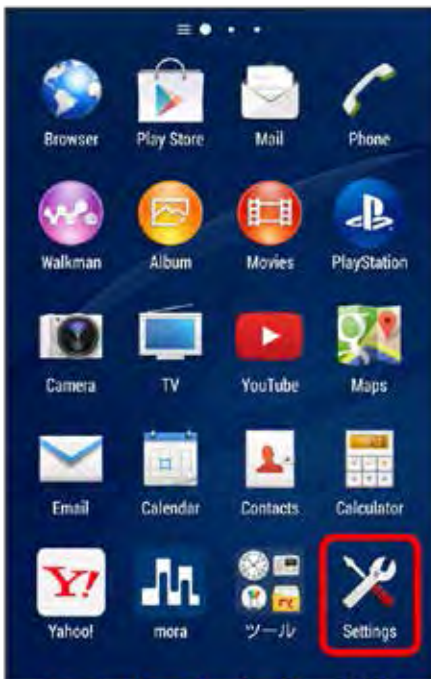 Browser Play Store Mail Phone
Walkman Album Movies PlayStation
Camera TV YouTube Maps
Email Calendar Contacts Calculator
Y!
Yahoo! mora ツール Settings